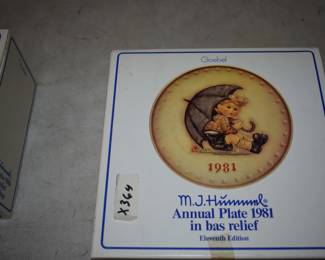 Goebel
1981
M.J.Hummel®
Annual Plate 1981
in bas relief
Eleventh Edition
X364